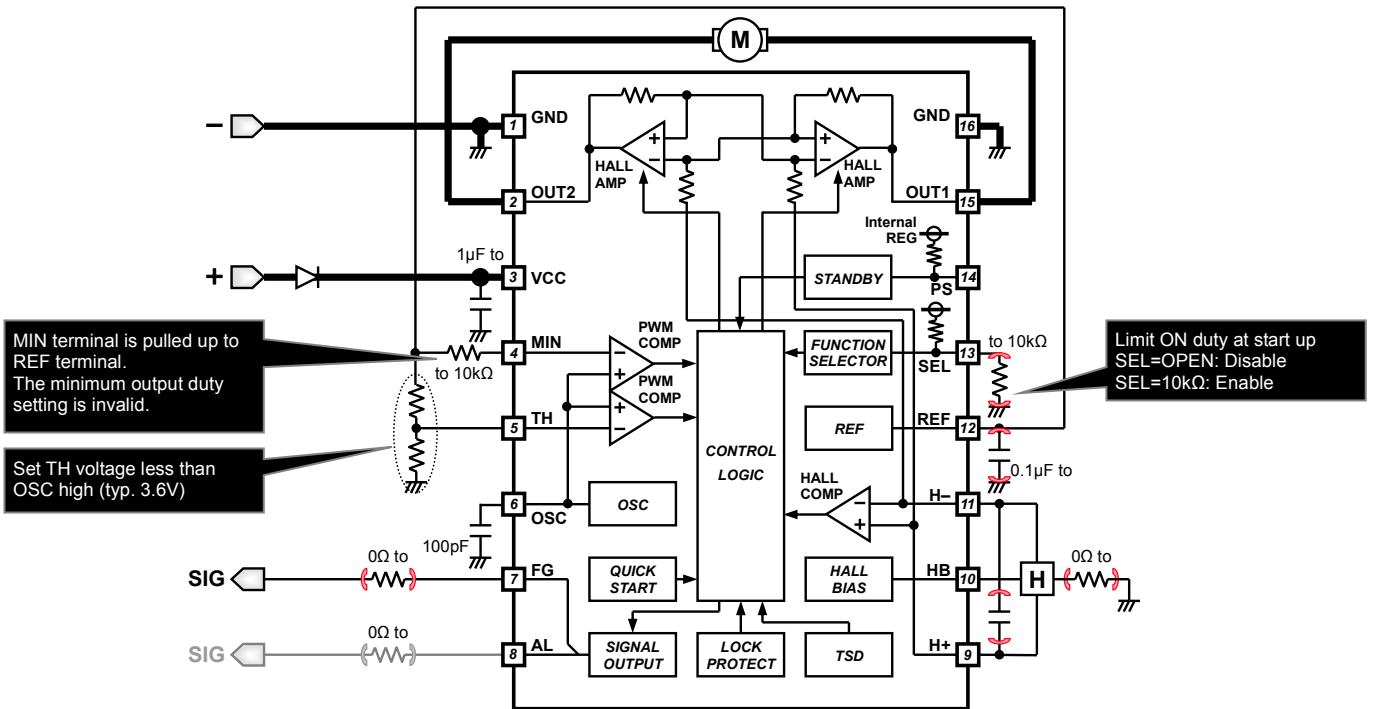 M
1 GND
GND 16
HALL
AMP
HALL
AMP
−
2 OUT2
OUT1 15
Internal
REG
1µF to
+
3 VCC
STANDBY
14
PS
MIN terminal is pulled up to
REF terminal.
The minimum output duty
setting is invalid.
4 MIN
to 10kΩ
PWM
COMP
PWM
COMP
FUNCTION
SELECTOR
13
SEL
to 10kΩ
Limit ON duty at start up
SEL=OPEN: Disable
SEL=10kΩ: Enable
5 TH
REF
REF 12
0.1µF to
Set TH voltage less than
OSC high (typ. 3.6V)
CONTROL
LOGIC
HALL
COMP
H− 11
6
OSC
OSC
100pF
SIG
0Ω to
7 FG
QUICK
START
HALL
BIAS
HB 10
H
0Ω to
SIG
0Ω to
8 AL
SIGNAL
OUTPUT
LOCK
PROTECT
TSD
H+ 9
+
−
+
−
−
+
+
−
−
+